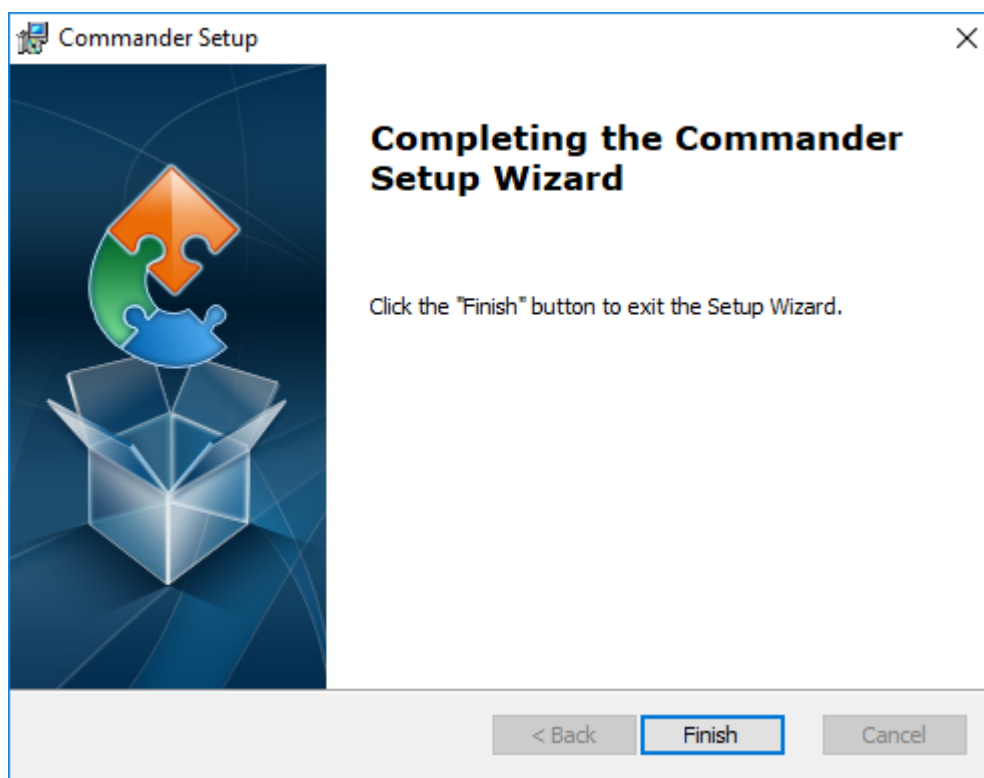 Commander Setup
Completing the Commander
Setup Wizard
Click the "Finish" button to exit the Setup Wizard.
< Back Finish Cancel